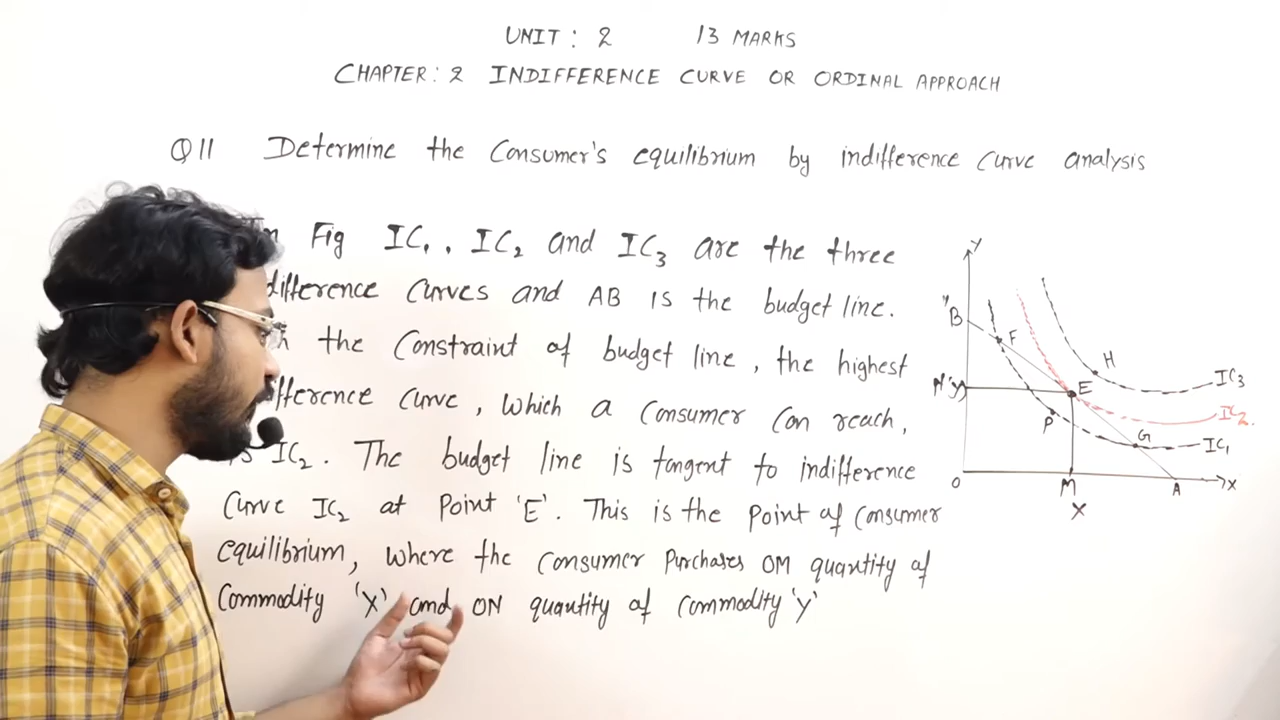 UNIT : 2 13 MARKS
CHAPTER: 2 INDIFFERENCE CURVE OR ORDINAL APPROACH
Q11 Determine the Consumer's equilibrium by indifference Curve analysis
Fig IC1, IC2 and IC3 are the three
difference Curves and AB is the budget line.
the Constraint of budget line, the highest
fference Curve, which a Consumer Can reach,
is IC2. The budget line is tangent to indifference
Curve IC2 at Point 'E'. This is the Point of Consumer
equilibrium, where the Consumer Purchases OM quantity of
Commodity 'X' and ON quantity of Commodity 'Y'
Y
B
F
H
IC3
N(y)
E
IC2
P
G
IC1
O
M
A
X
X